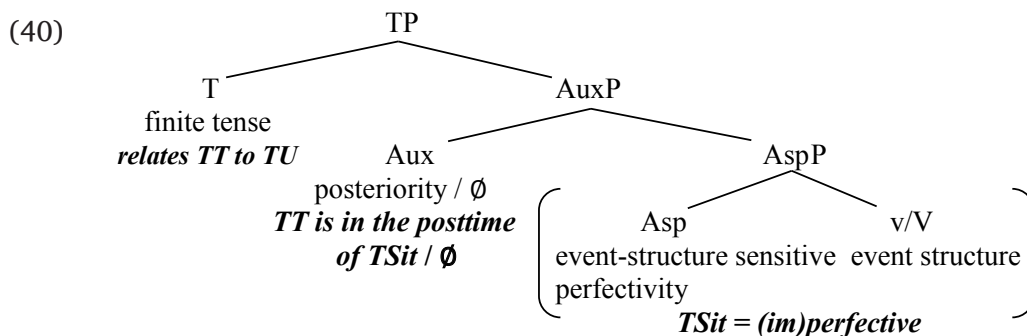 (40)
TP
T AuxP
finite tense
relates TT to TU Aux AspP
posteriority / ∅
TT is in the posttime Asp v/V
of TSit / ∅ event-structure sensitive event structure
perfectivity
TSit = (im)perfective